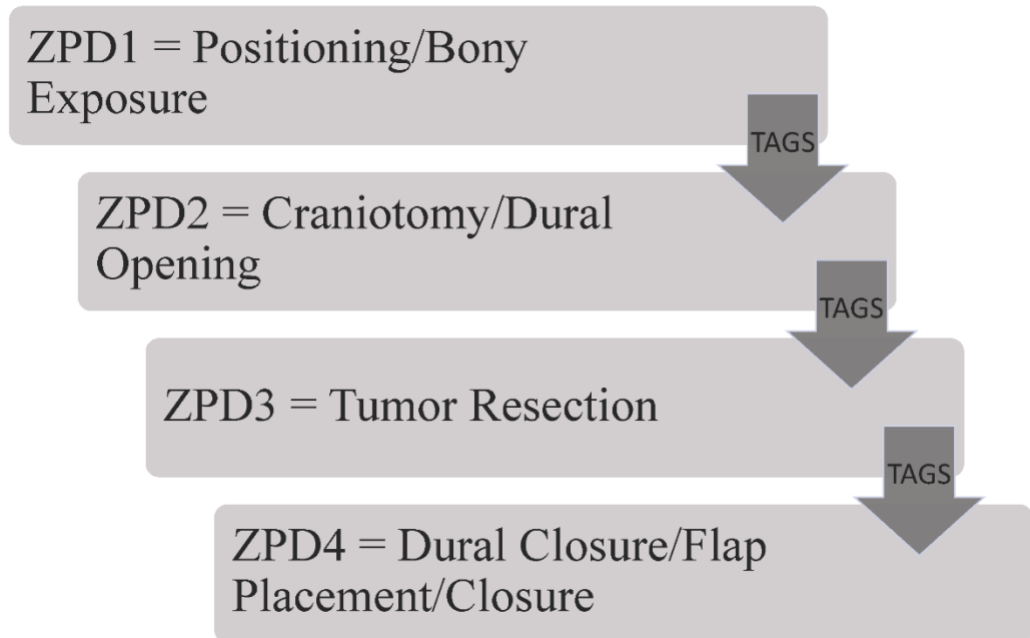 ZPD1 = Positioning/Bony
Exposure
TAGS
ZPD2 = Craniotomy/Dural
Opening
TAGS
ZPD3 = Tumor Resection
TAGS
ZPD4 = Dural Closure/Flap
Placement/Closure